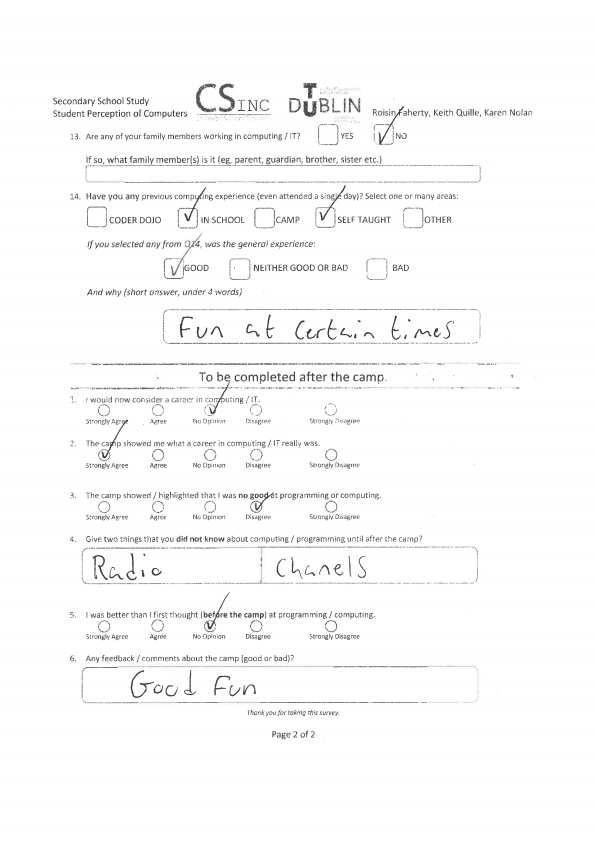 Secondary School Study
Student Perception of Computers
CSINC
TU DUBLIN
Roisin Faherty, Keith Quille, Karen Nolan
13. Are any of your family members working in computing / IT? YES NO
If so, what family member(s) is it (eg, parent, guardian, brother, sister etc.)
14. Have you any previous computing experience (even attended a single day)? Select one or many areas:
CODER DOJO IN SCHOOL CAMP SELF TAUGHT OTHER
If you selected any from Q14, was the general experience:
GOOD NEITHER GOOD OR BAD BAD
And why (short answer, under 4 words)
Fun at certain times
To be completed after the camp.
1. I would now consider a career in computing / IT.
Strongly Agree Agree No Opinion Disagree Strongly Disagree
2. The camp showed me what a career in computing / IT really was.
Strongly Agree Agree No Opinion Disagree Strongly Disagree
3. The camp showed / highlighted that I was no good at programming or computing.
Strongly Agree Agree No Opinion Disagree Strongly Disagree
4. Give two things that you did not know about computing / programming until after the camp?
Radio Chanels
5. I was better than I first thought (before the camp) at programming / computing.
Strongly Agree Agree No Opinion Disagree Strongly Disagree
6. Any feedback / comments about the camp (good or bad)?
Good Fun
Thank you for taking this survey.
Page 2 of 2